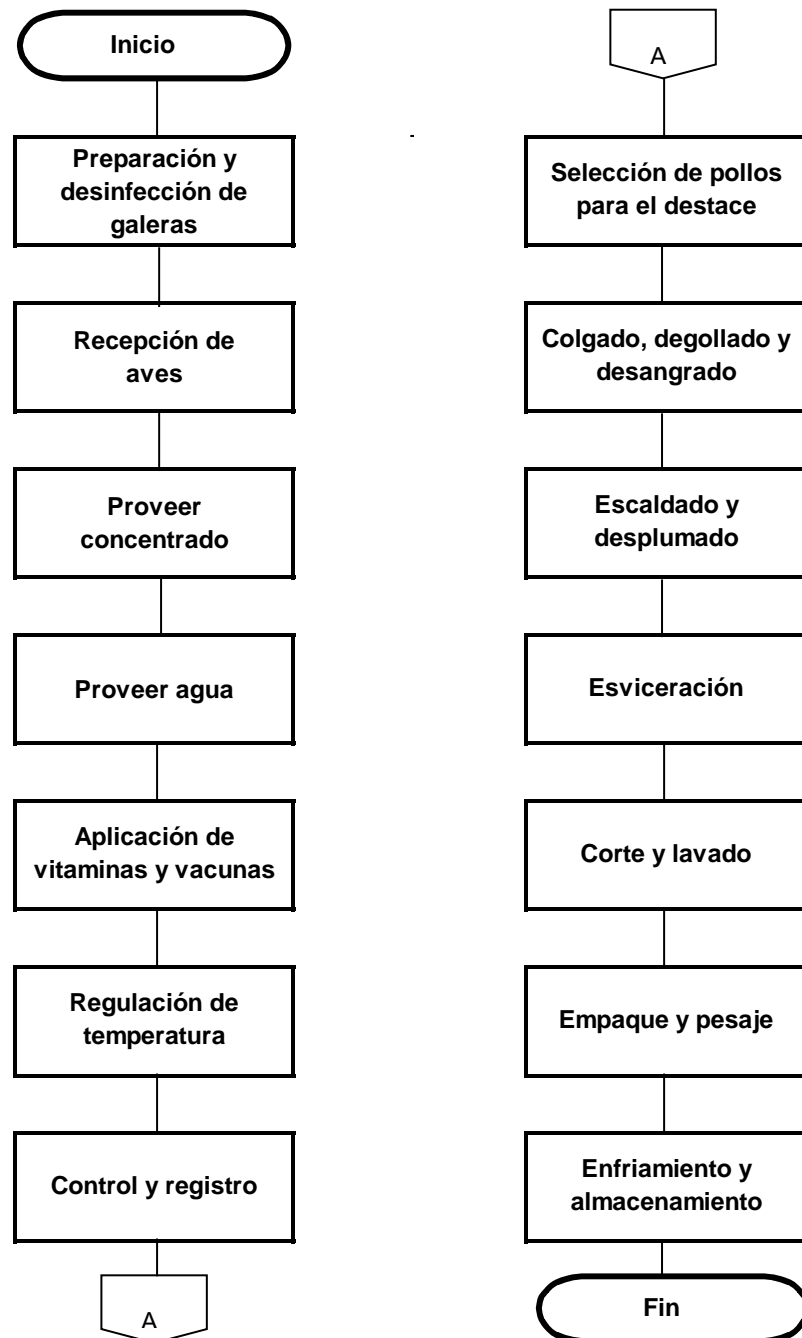 Inicio
Preparación y
desinfección de
galeras
Recepción de
aves
Proveer
concentrado
Proveer agua
Aplicación de
vitaminas y vacunas
Regulación de
temperatura
Control y registro
A
A
Selección de pollos
para el destace
Colgado, degollado y
desangrado
Escaldado y
desplumado
Esviceración
Corte y lavado
Empaque y pesaje
Enfriamiento y
almacenamiento
Fin